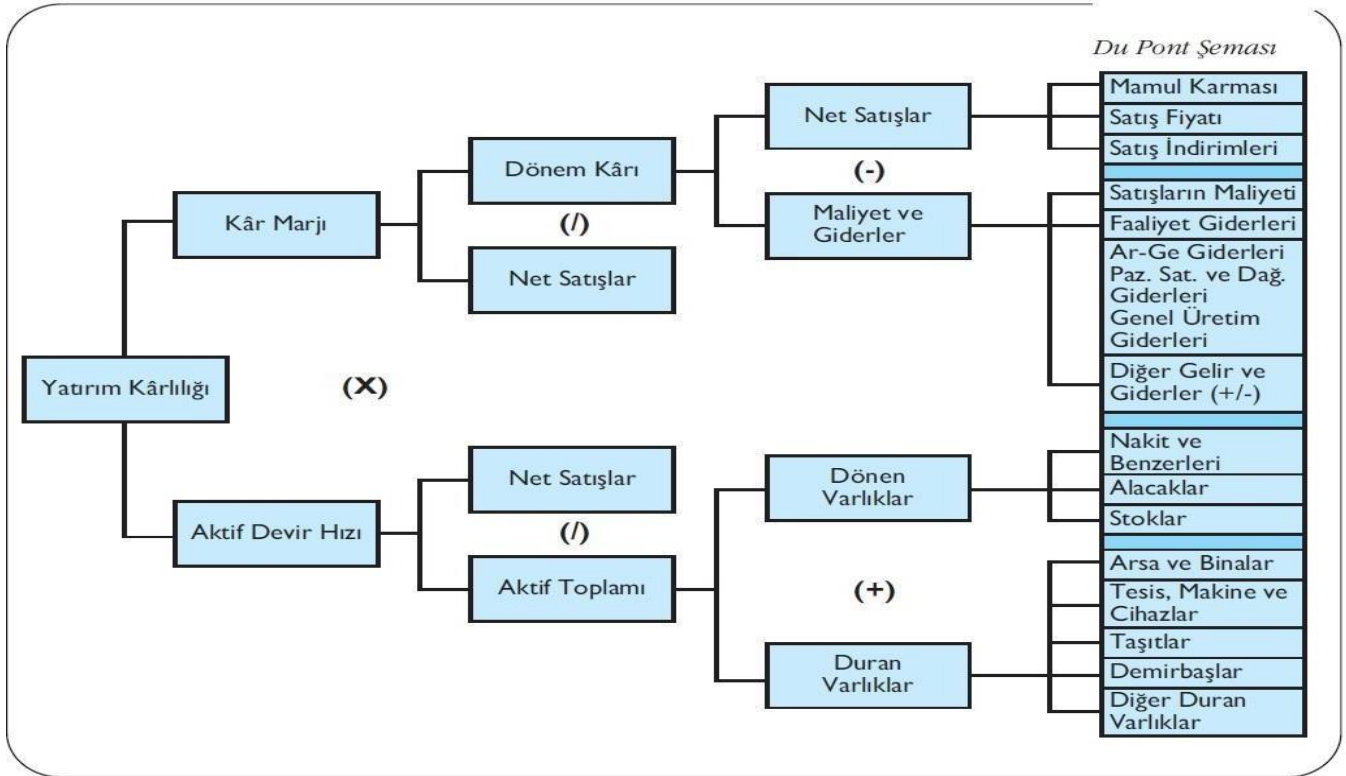 Du Pont Şeması
Yatırım Kârlılığı
(X)
Kâr Marjı
Aktif Devir Hızı
Dönem Kârı
(/)
Net Satışlar
Net Satışlar
(/)
Aktif Toplamı
Net Satışlar
(-)
Maliyet ve
Giderler
Dönen
Varlıklar
(+)
Duran
Varlıklar
Mamul Karması
Satış Fiyatı
Satış İndirimleri
Satışların Maliyeti
Faaliyet Giderleri
Ar-Ge Giderleri
Paz. Sat. ve Dağ.
Giderleri
Genel Üretim
Giderleri
Diğer Gelir ve
Giderler (+/-)
Nakit ve
Benzerleri
Alacaklar
Stoklar
Arsa ve Binalar
Tesis, Makine ve
Cihazlar
Taşıtlar
Demirbaşlar
Diğer Duran
Varlıklar